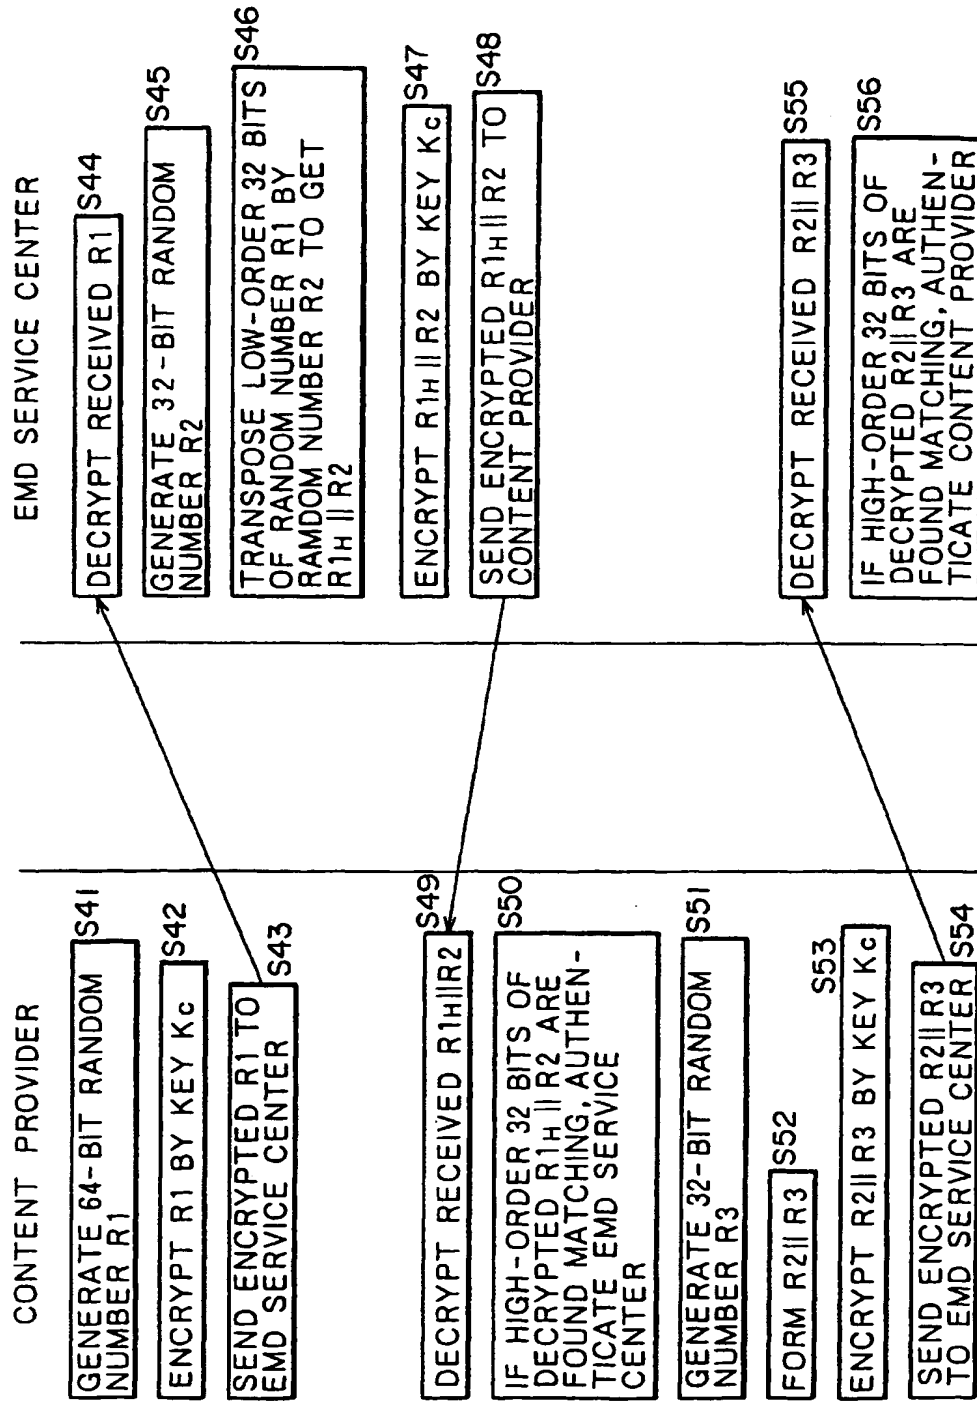 CONTENT PROVIDER
GENERATE 64-BIT RANDOM
NUMBER R1
S41
ENCRYPT R1 BY KEY Kc
S42
SEND ENCRYPTED R1 TO
EMD SERVICE CENTER
S43
DECRYPT RECEIVED R1H||R2
S49
IF HIGH-ORDER 32 BITS OF
DECRYPTED R1H || R2 ARE
FOUND MATCHING, AUTHEN-
TICATE EMD SERVICE
CENTER
S50
GENERATE 32-BIT RANDOM
NUMBER R3
S51
FORM R2|| R3
S52
ENCRYPT R2|| R3 BY KEY Kc
S53
SEND ENCRYPTED R2|| R3
TO EMD SERVICE CENTER
S54
EMD SERVICE CENTER
DECRYPT RECEIVED R1
S44
GENERATE 32-BIT RANDOM
NUMBER R2
S45
TRANSPOSE LOW-ORDER 32 BITS
OF RANDOM NUMBER R1 BY
RAMDOM NUMBER R2 TO GET
R1H || R2
S46
ENCRYPT R1H || R2 BY KEY Kc
S47
SEND ENCRYPTED R1H || R2 TO
CONTENT PROVIDER
S48
DECRYPT RECEIVED R2|| R3
S55
IF HIGH-ORDER 32 BITS OF
DECRYPTED R2|| R3 ARE
FOUND MATCHING, AUTHEN-
TICATE CONTENT PROVIDER
S56